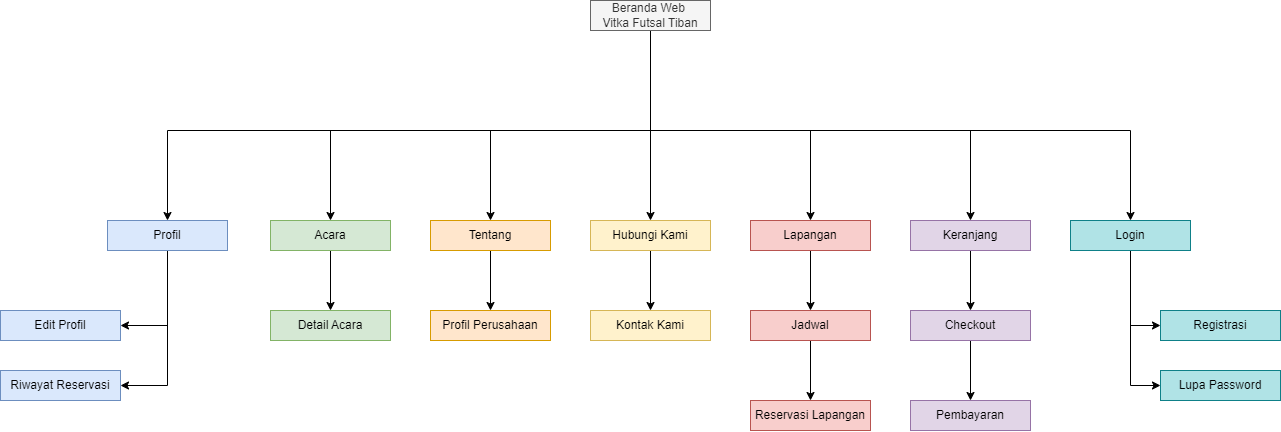 Beranda Web
Vitka Futsal Tiban
Profil
Acara
Tentang
Hubungi Kami
Lapangan
Keranjang
Login
Edit Profil
Detail Acara
Profil Perusahaan
Kontak Kami
Jadwal
Checkout
Registrasi
Riwayat Reservasi
Lupa Password
Reservasi Lapangan
Pembayaran